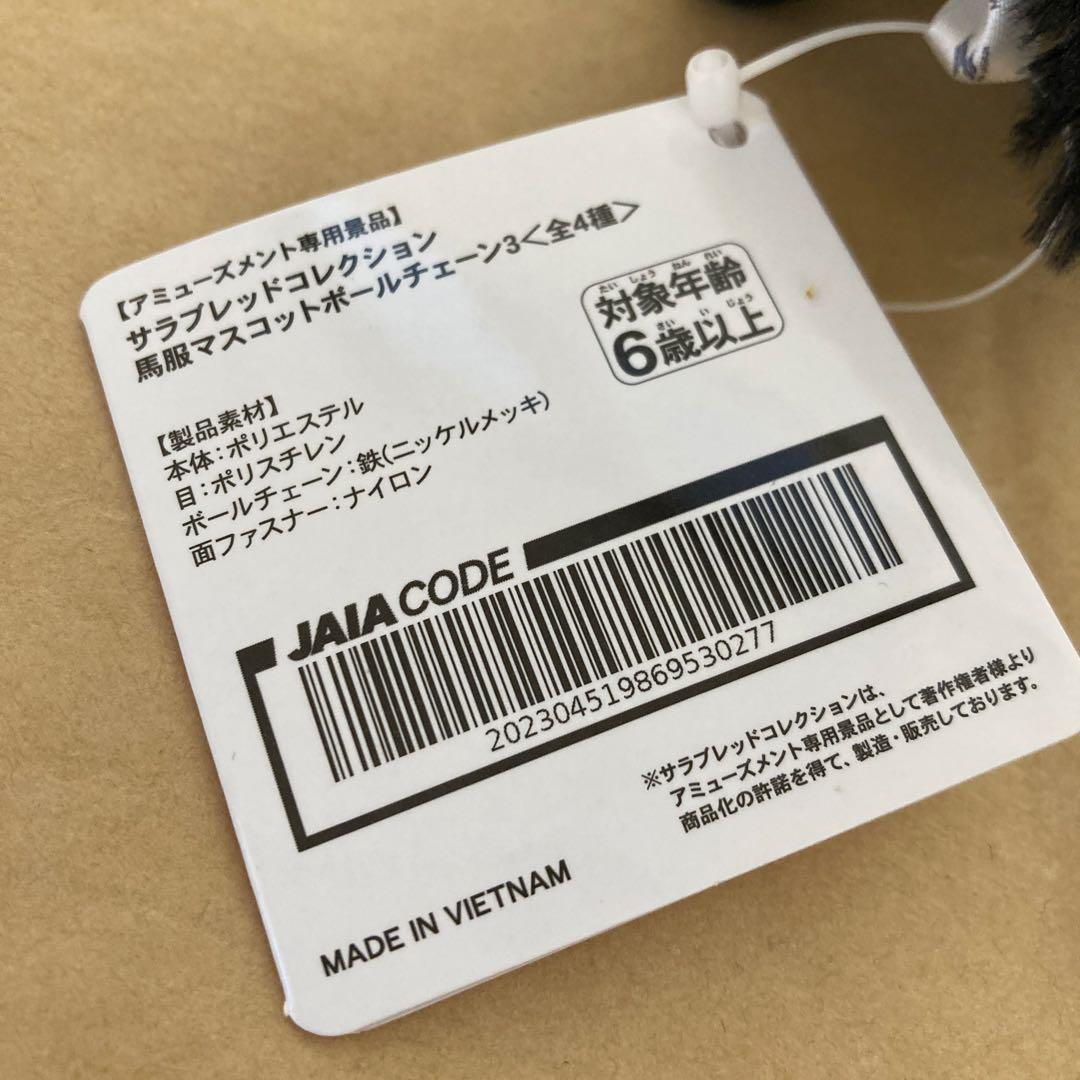 【アミューズメント専用景品】
サラブレッドコレクション
馬服マスコットボールチェーン3＜全4種＞
たいしょう ねんれい
対象年齢
さい い じょう
6歳以上
【製品素材】
本体：ポリエステル
目：ポリスチレン
ボールチェーン：鉄(ニッケルメッキ)
面ファスナー：ナイロン
JAIA CODE
2023045198695 30277
※サラブレッドコレクションは、
アミューズメント専用景品として著作権者様より
商品化の許諾を得て、製造・販売しております。
MADE IN VIETNAM